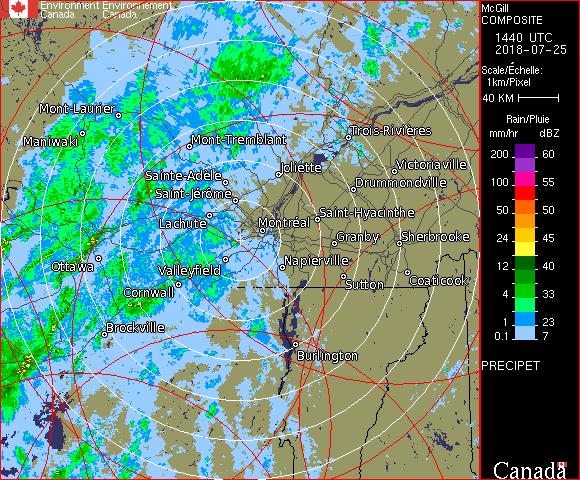 Environment Environnement
Canada Canada
Mont-Laurier
Maniwaki
Mont-Tremblant
Trois-Rivières
Joliette
Victoriaville
Sainte-Adèle
Drummondville
Saint-Jérôme
Saint-Hyacinthe
Lachute
Montréal
Granby
Sherbrooke
Ottawa
Valleyfield
Napierville
Sutton
Coaticook
Cornwall
Brockville
Burlington
McGill
COMPOSITE
1440 UTC
2018-07-25
Scale/Échelle:
1km/Pixel
40 KM
Rain/Pluie
mm/hr dBZ
200 60
100 55
50 50
24 45
12 40
4 33
1 23
0.1 7
PRECIPET
Canada